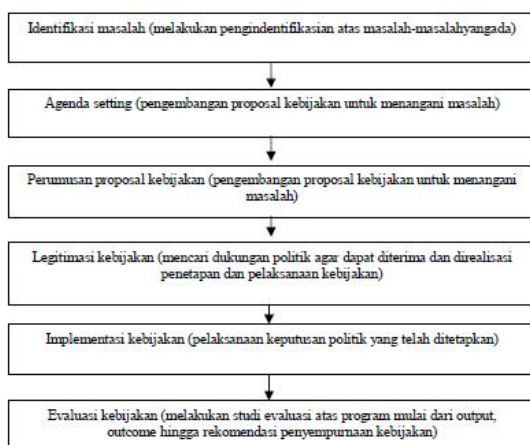 Identifikasi masalah (melakukan pengindentifikasian atas masalah-masalahyangada)
Agenda setting (pengembangan proposal kebijakan untuk menangani masalah)
Perumusan proposal kebijakan (pengembangan proposal kebijakan untuk menangani
masalah)
Legitimasi kebijakan (mencari dukungan politik agar dapat diterima dan direalisasi
penetapan dan pelaksanaan kebijakan)
Implementasi kebijakan (pelaksanaan keputusan politik yang telah ditetapkan)
Evaluasi kebijakan (melakukan studi evaluasi atas program mulai dari output,
outcome hingga rekomendasi penyempurnaan kebijakan)